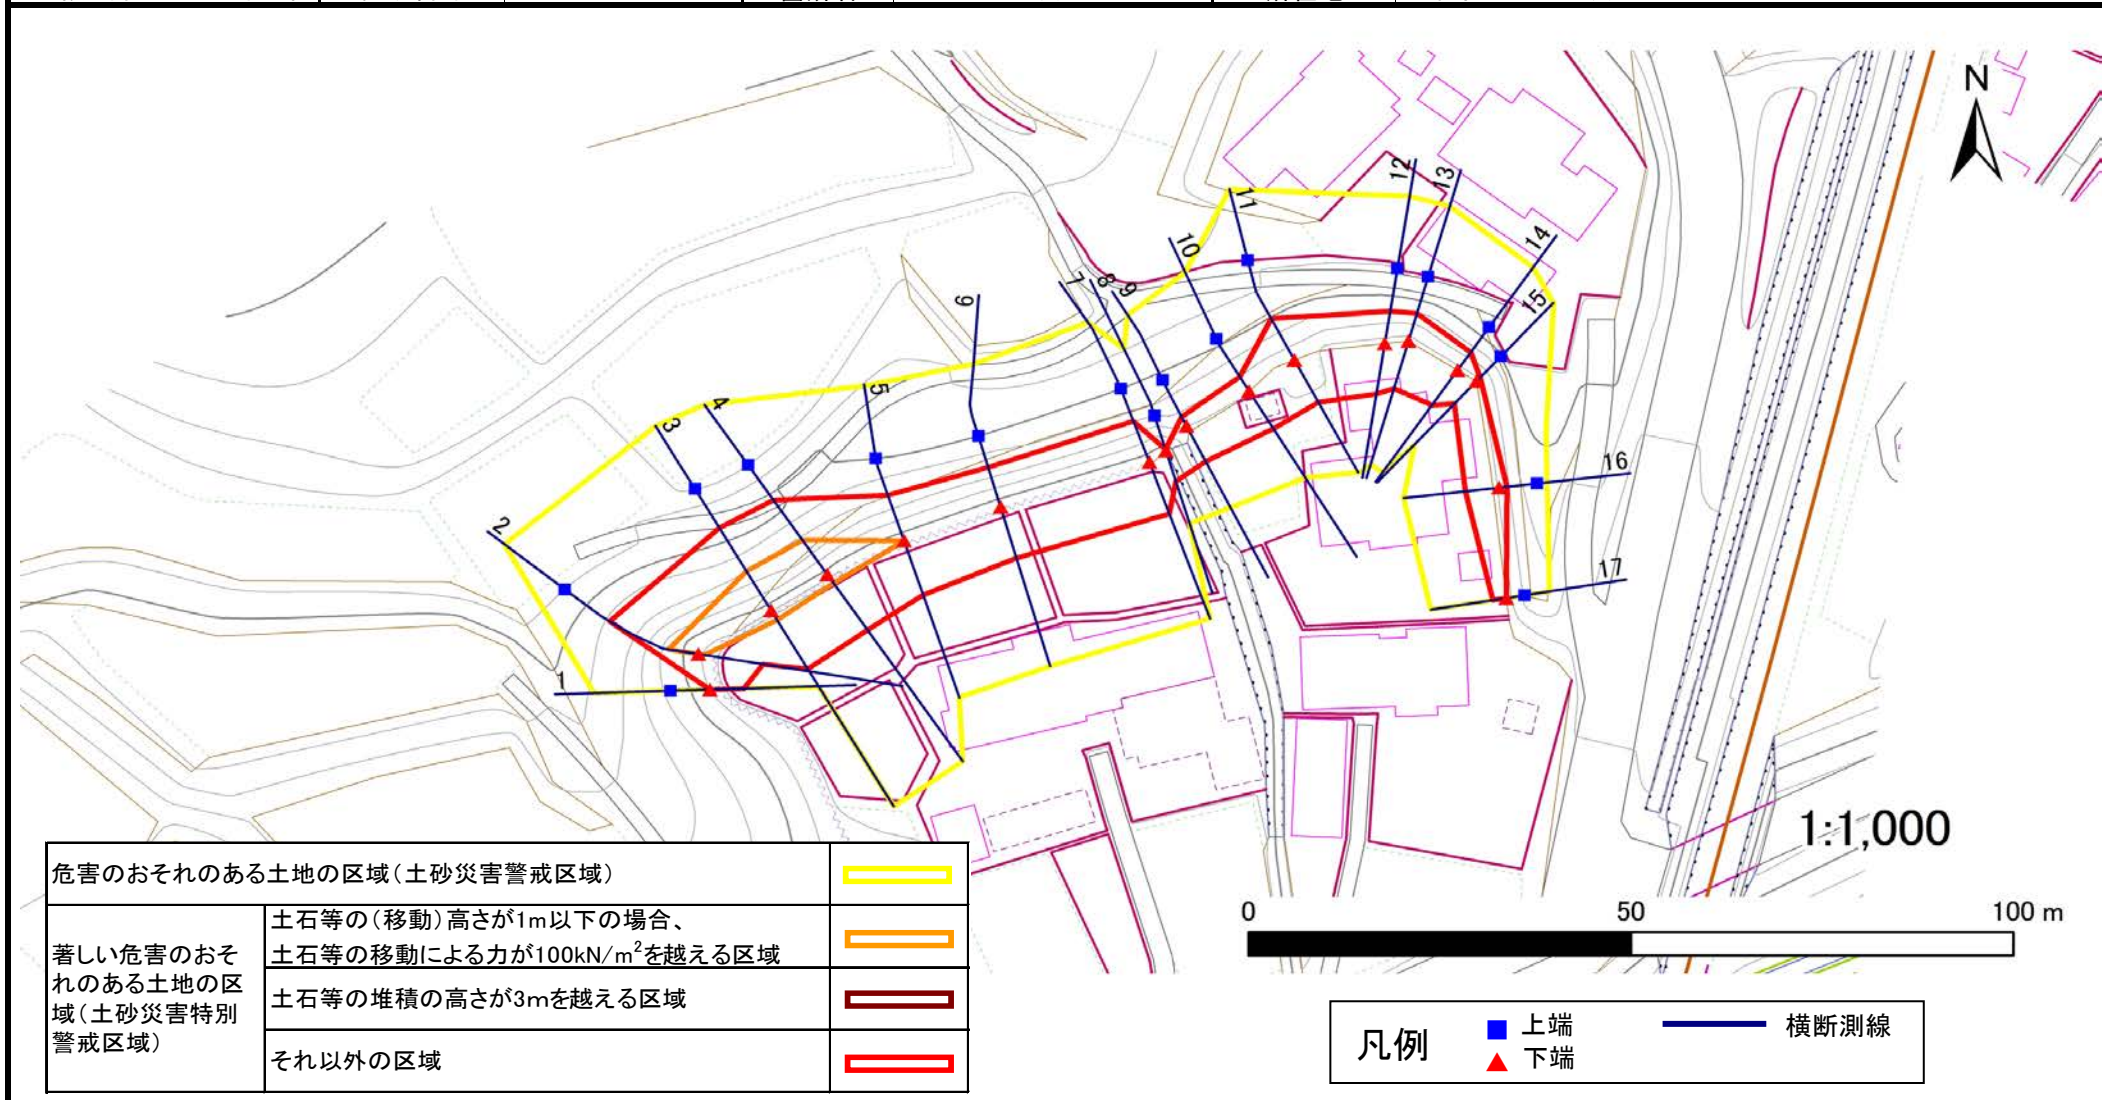 N
1
2
3
4
5
6
7
8
9
10
11
12
13
14
15
16
17
1:1,000
0 50 100 m
危害のおそれのある土地の区域(土砂災害警戒区域)
著しい危害のおそ
れのある土地の区
域(土砂災害特別
警戒区域)
土石等の(移動)高さが1m以下の場合、
土石等の移動による力が100kN/m²を越える区域
土石等の堆積の高さが3mを越える区域
それ以外の区域
凡例
上端
下端
横断測線